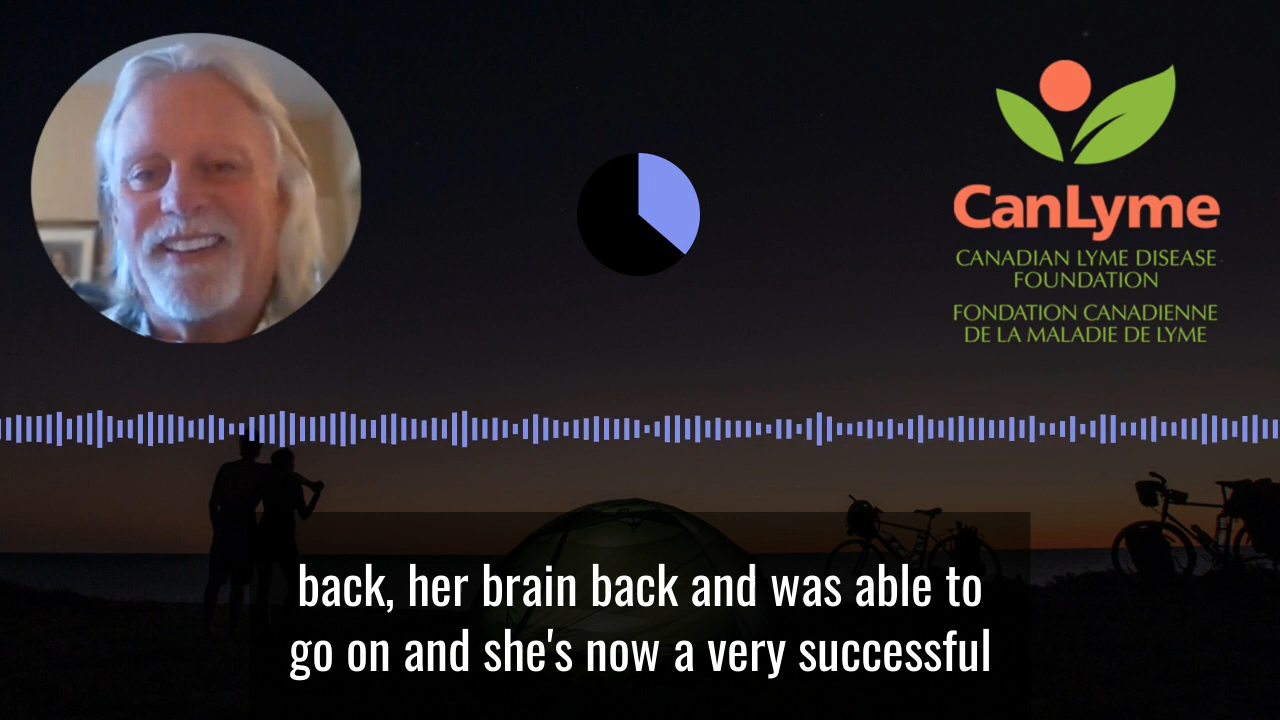 CanLyme
CANADIAN LYME DISEASE
FOUNDATION
FONDATION CANADIENNE
DE LA MALADIE DE LYME
back, her brain back and was able to
go on and she's now a very successful